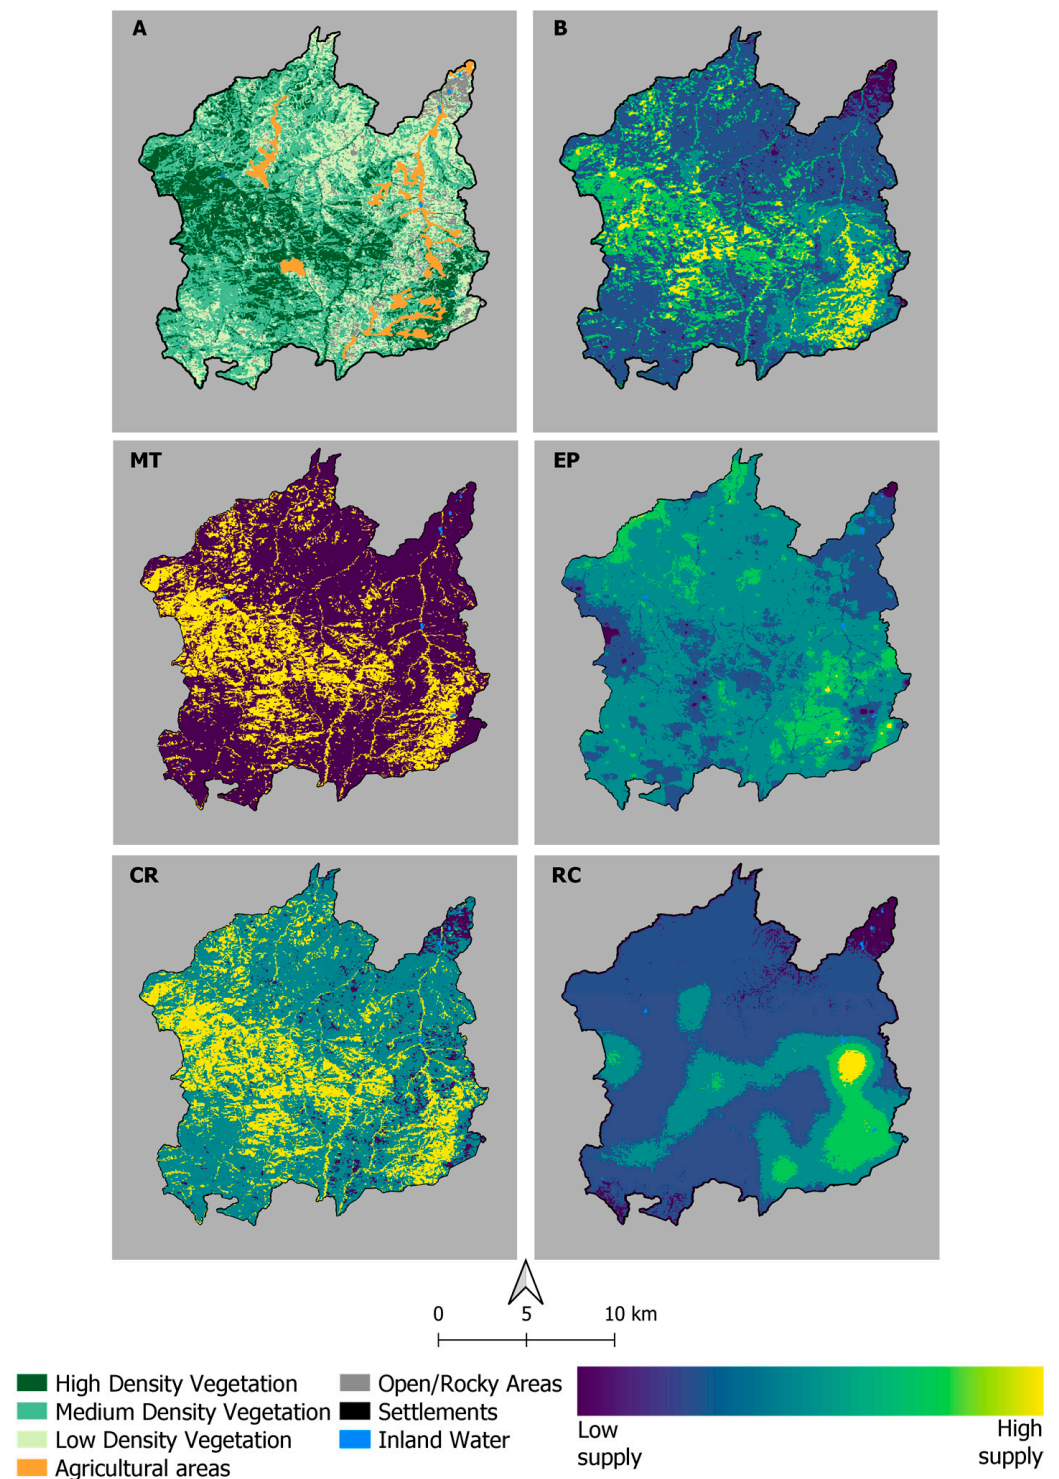 A
B
MT
EP
CR
RC
0 5 10 km
High Density Vegetation
Medium Density Vegetation
Low Density Vegetation
Agricultural areas
Open/Rocky Areas
Settlements
Inland Water
Low
supply
High
supply